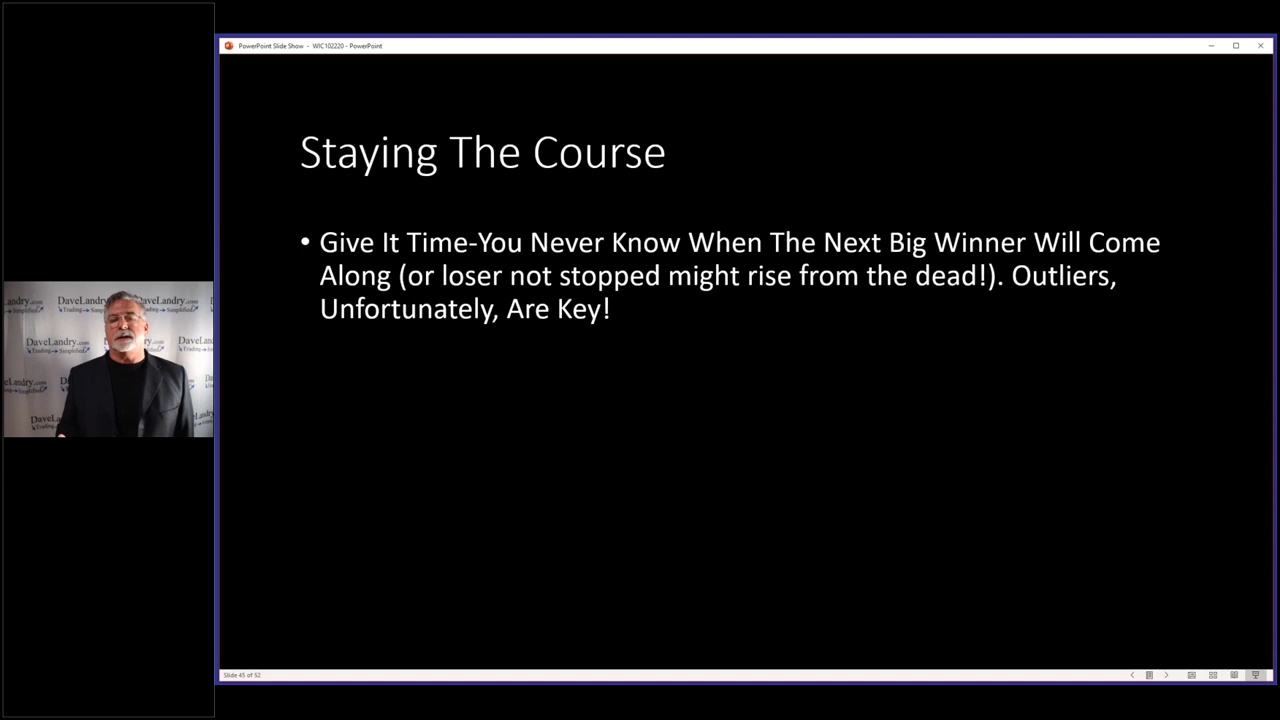 PowerPoint Slide Show - WIC102220 - PowerPoint
Staying The Course
• Give It Time-You Never Know When The Next Big Winner Will Come
Along (or loser not stopped might rise from the dead!). Outliers,
Unfortunately, Are Key!
DaveLandry.com
Trading Simplified
Slide 45 of 52